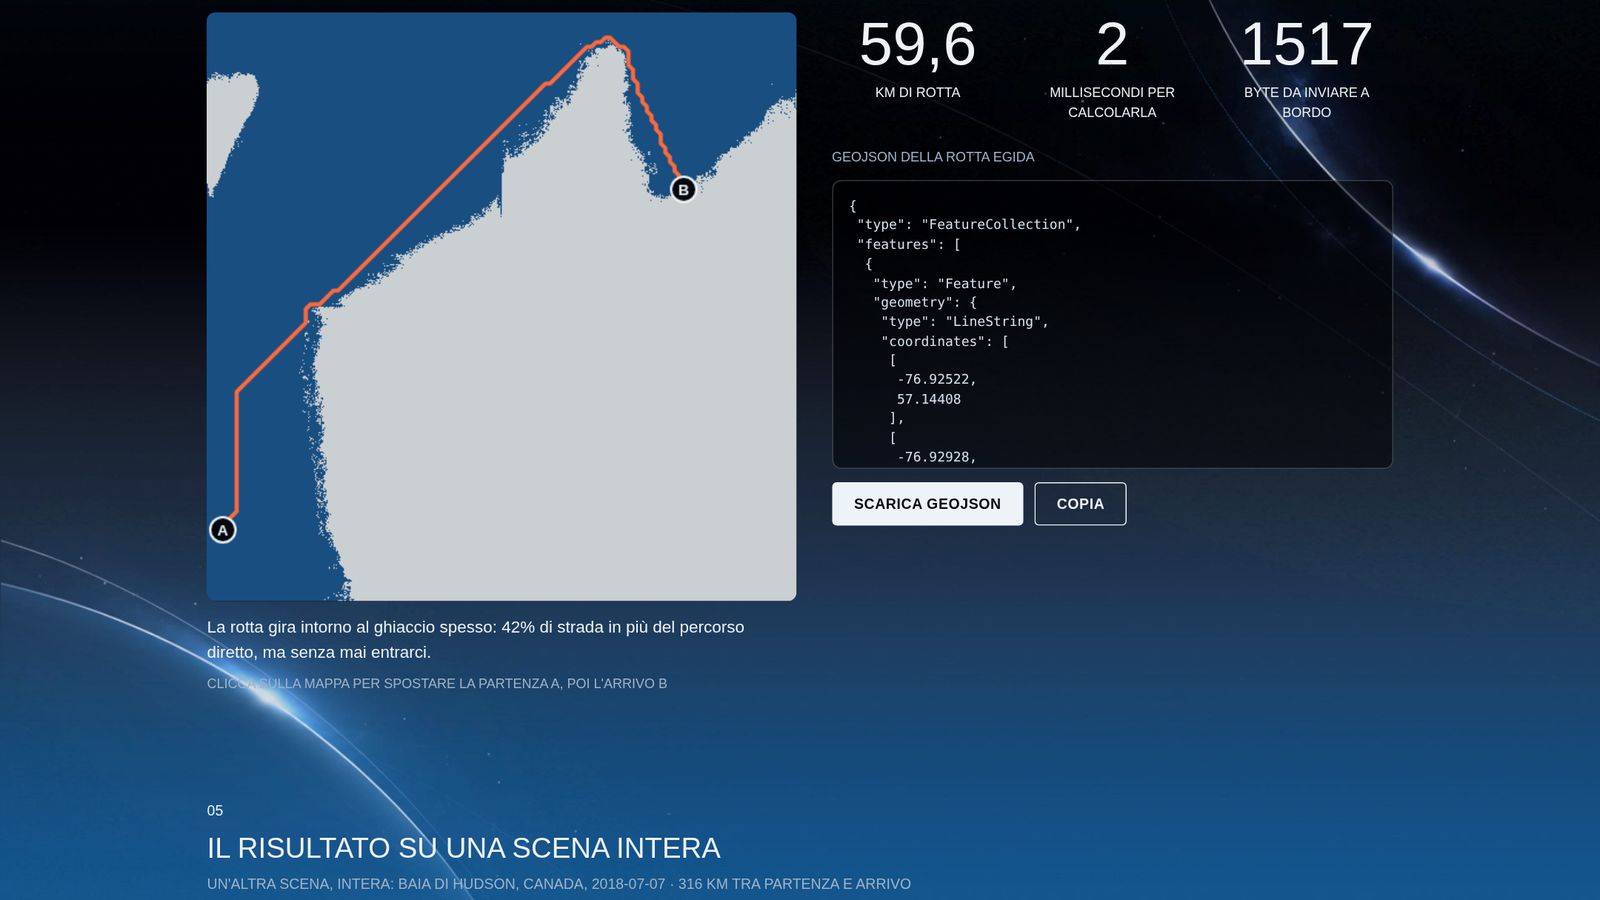 59,6
KM DI ROTTA
2
MILLISECONDI PER
CALCOLARLA
1517
BYTE DA INVIARE A
BORDO
GEOJSON DELLA ROTTA EGIDA
{
"type": "FeatureCollection",
"features": [
{
"type": "Feature",
"geometry": {
"type": "LineString",
"coordinates": [
[
-76.92522,
57.14408
],
[
-76.92928,
SCARICA GEOJSON
COPIA
A
B
La rotta gira intorno al ghiaccio spesso: 42% di strada in più del percorso
diretto, ma senza mai entrarci.
CLICCA SULLA MAPPA PER SPOSTARE LA PARTENZA A, POI L'ARRIVO B
05
IL RISULTATO SU UNA SCENA INTERA
UN'ALTRA SCENA, INTERA: BAIA DI HUDSON, CANADA, 2018-07-07 · 316 KM TRA PARTENZA E ARRIVO